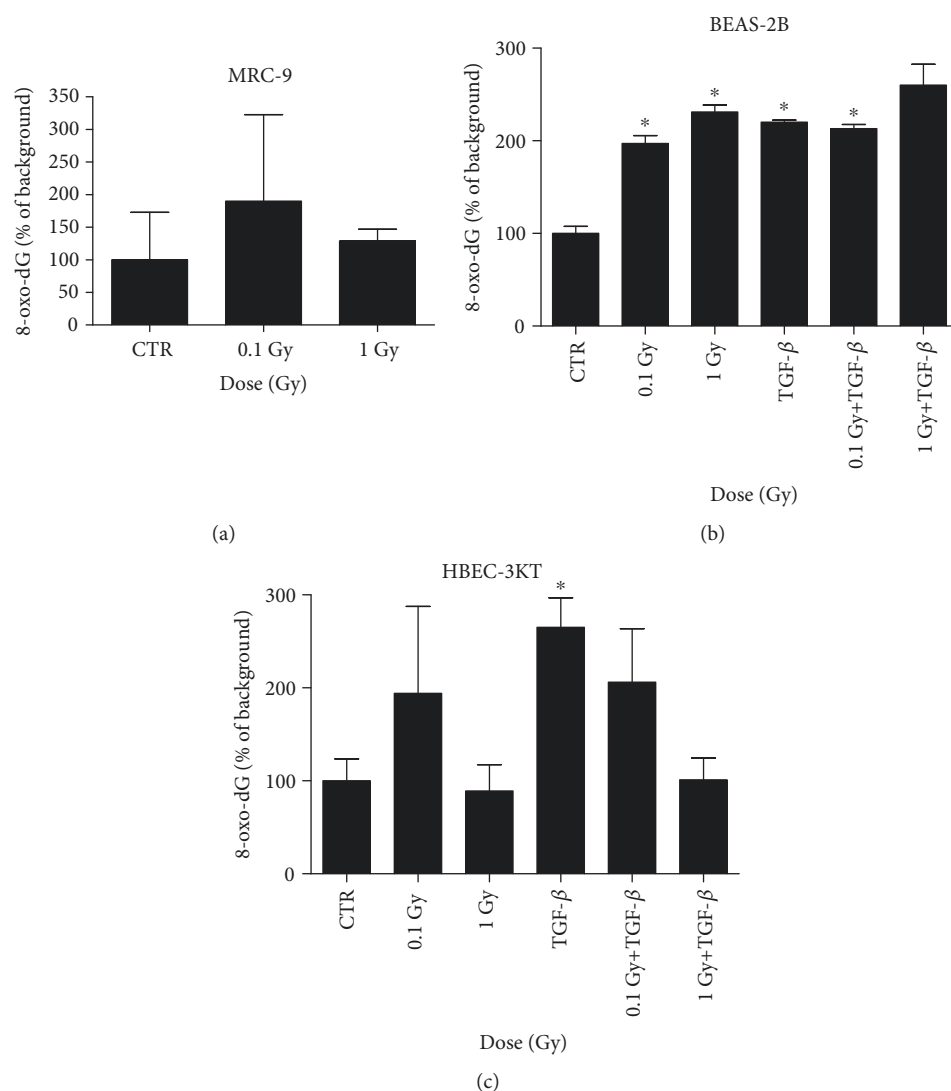 MRC-9
8-oxo-dG (% of background)
350
300
250
200
150
100
50
0
CTR
0.1 Gy
1 Gy
Dose (Gy)
(a)
BEAS-2B
8-oxo-dG (% of background)
300
200
100
0
*
*
*
*
CTR
0.1 Gy
1 Gy
TGF-β
0.1 Gy+TGF-β
1 Gy+TGF-β
Dose (Gy)
(b)
HBEC-3KT
8-oxo-dG (% of background)
300
200
100
0
*
CTR
0.1 Gy
1 Gy
TGF-β
0.1 Gy+TGF-β
1 Gy+TGF-β
Dose (Gy)
(c)